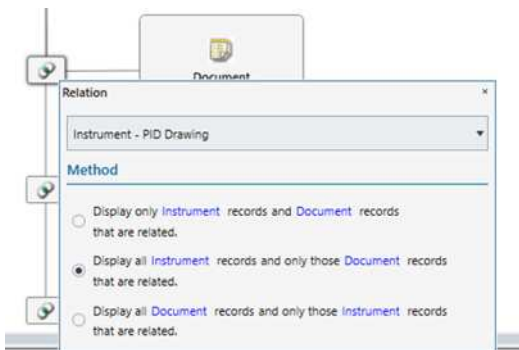 Document
Relation
Instrument - PID Drawing
Method
Display only Instrument records and Document records
that are related.
Display all Instrument records and only those Document records
that are related.
Display all Document records and only those Instrument records
that are related.